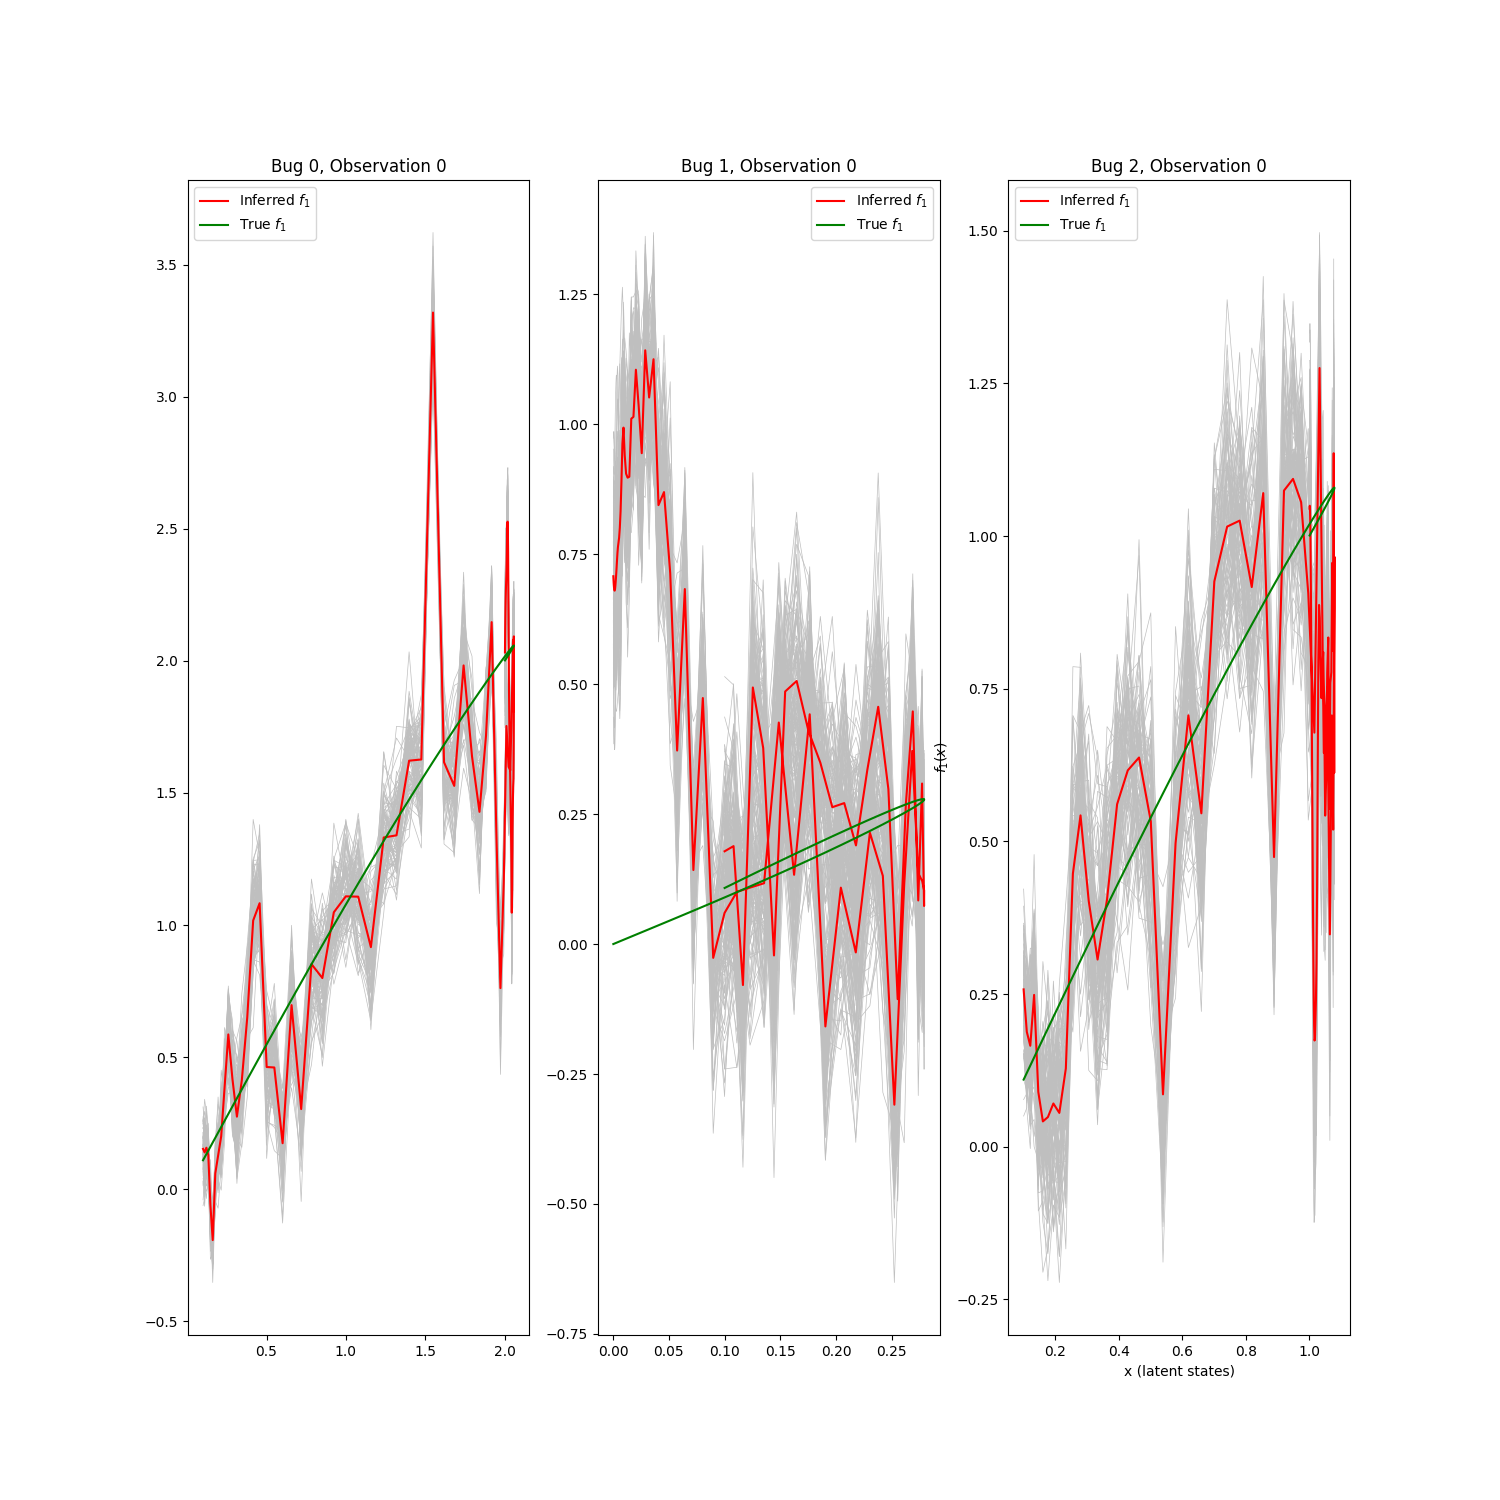 Bug 0, Observation 0
Inferred f₁
True f₁
3.5
3.0
2.5
2.0
1.5
1.0
0.5
0.0
−0.5
0.5 1.0 1.5 2.0
Bug 1, Observation 0
Inferred f₁
True f₁
1.25
1.00
0.75
0.50
0.25
0.00
−0.25
−0.50
−0.75
0.00 0.05 0.10 0.15 0.20 0.25
Bug 2, Observation 0
Inferred f₁
True f₁
f₁(x)
1.50
1.25
1.00
0.75
0.50
0.25
0.00
−0.25
0.2 0.4 0.6 0.8 1.0
x (latent states)